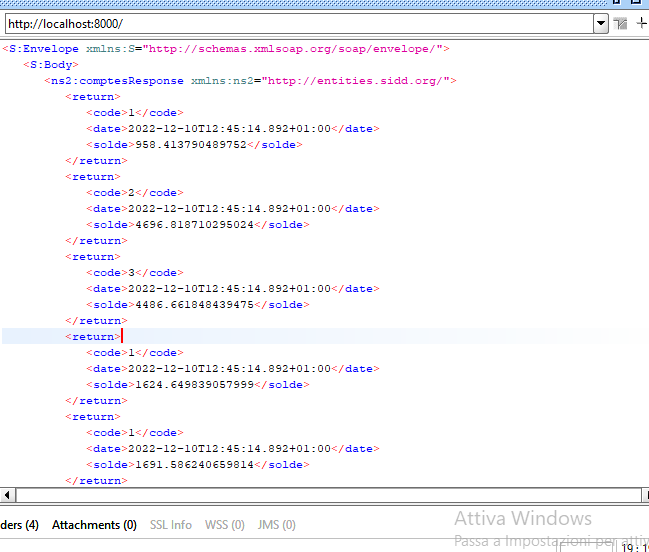 http://localhost:8000/
<S:Envelope xmlns:S="http://schemas.xmlsoap.org/soap/envelope/">
<S:Body>
<ns2:comptesResponse xmlns:ns2="http://entities.sidd.org/">
<return>
<code>1</code>
<date>2022-12-10T12:45:14.892+01:00</date>
<solde>958.413790489752</solde>
</return>
<return>
<code>2</code>
<date>2022-12-10T12:45:14.892+01:00</date>
<solde>4696.818710295024</solde>
</return>
<return>
<code>3</code>
<date>2022-12-10T12:45:14.892+01:00</date>
<solde>4486.661848439475</solde>
</return>
<return>
<code>1</code>
<date>2022-12-10T12:45:14.892+01:00</date>
<solde>1624.649839057999</solde>
</return>
<return>
<code>1</code>
<date>2022-12-10T12:45:14.892+01:00</date>
<solde>1691.586240659814</solde>
</return>
ders (4) Attachments (0) SSL Info WSS (0) JMS (0)
Attiva Windows
Passa a Impostazioni per attiv